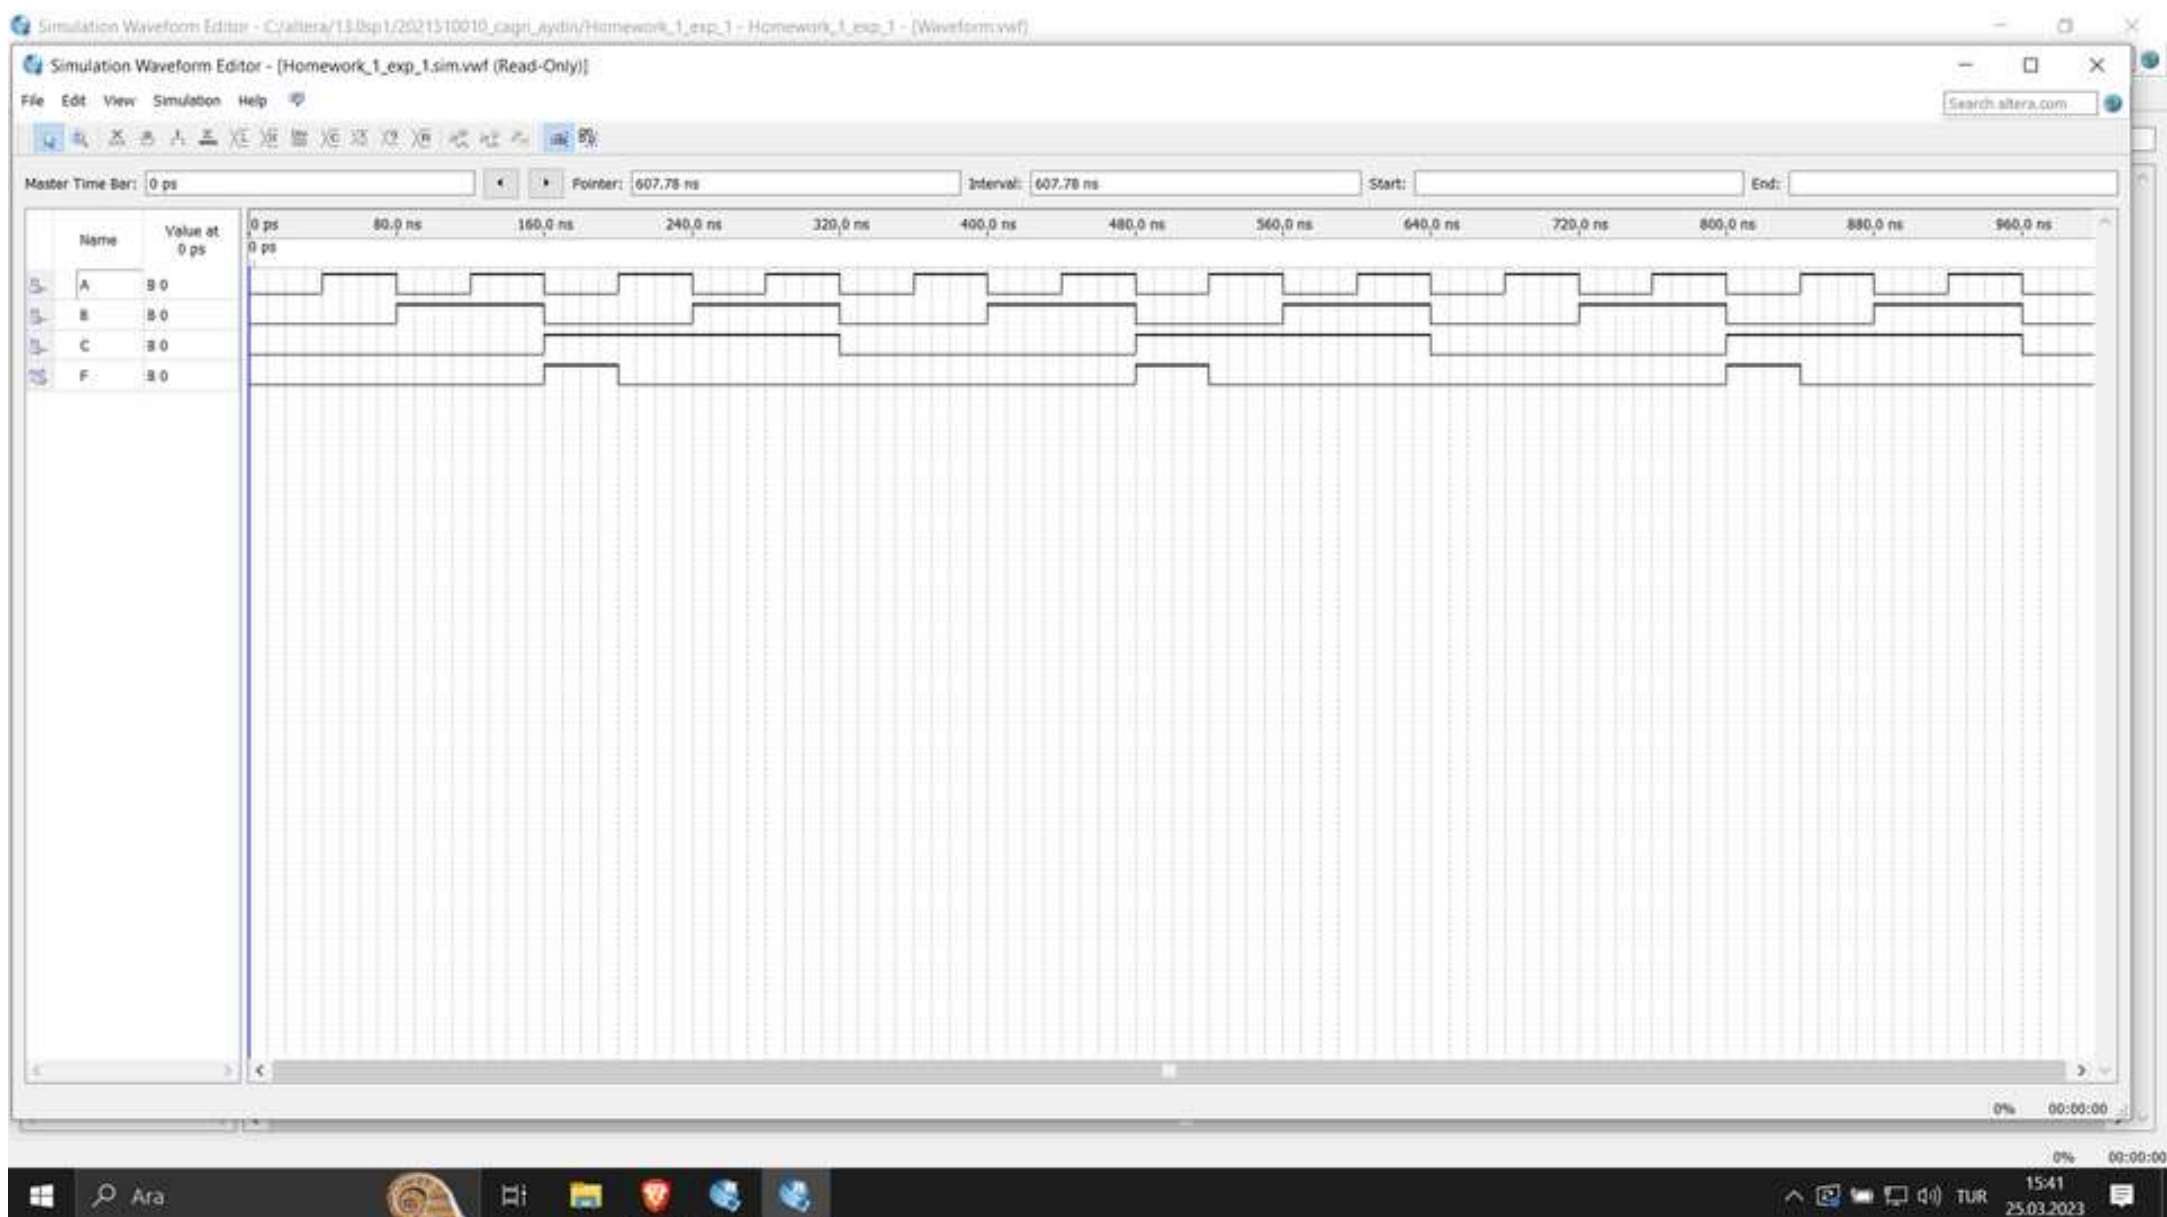 Simulation Waveform Editor - C:/altera/13.0sp1/2021510010_cagri_aydin/Homework_1_exp_1 - Homework_1_exp_1 - [Waveform.vwf]
Simulation Waveform Editor - [Homework_1_exp_1.sim.vwf (Read-Only)]
File Edit View Simulation Help
Search altera.com
Master Time Bar: 0 ps Pointer: 607.78 ns Interval: 607.78 ns Start: End:
Name Value at 0 ps
0 ps 80.0 ns 160.0 ns 240.0 ns 320.0 ns 400.0 ns 480.0 ns 560.0 ns 640.0 ns 720.0 ns 800.0 ns 880.0 ns 960.0 ns
0 ps
A B 0
B B 0
C B 0
F B 0
0% 00:00:00
0% 00:00:00
Ara
TUR
15:41
25.03.2023